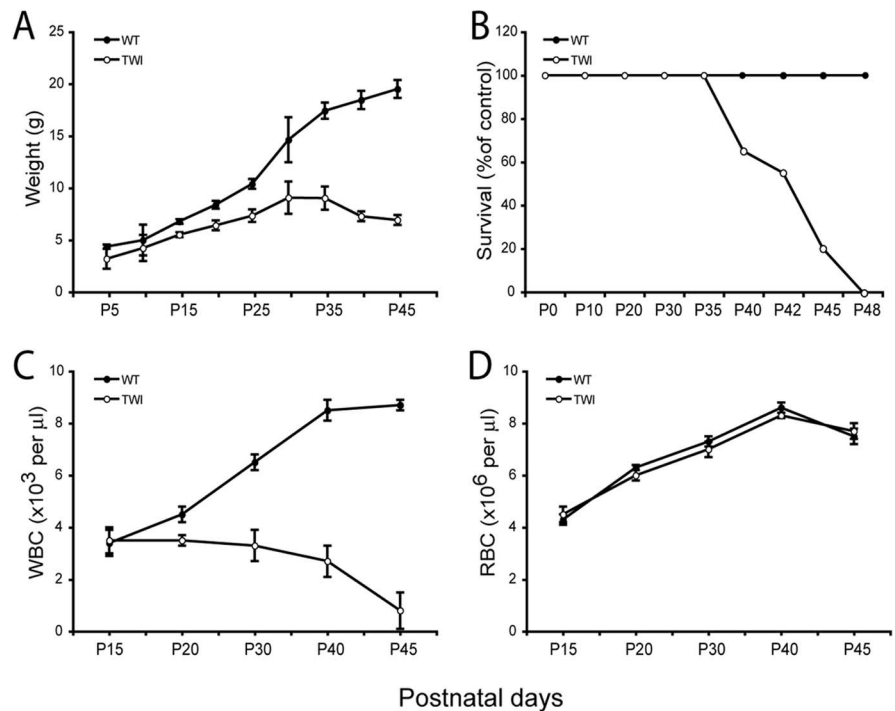 A
WT
TWI
Weight (g)
25
20
15
10
5
0
P5 P15 P25 P35 P45
B
WT
TWI
Survival (%of control)
120
100
80
60
40
20
0
P0 P10 P20 P30 P35 P40 P42 P45 P48
C
WT
TWI
WBC (x10³ per µl)
10
8
6
4
2
0
P15 P20 P30 P40 P45
D
WT
TWI
RBC (x10⁶ per µl)
10
8
6
4
2
0
P15 P20 P30 P40 P45
Postnatal days